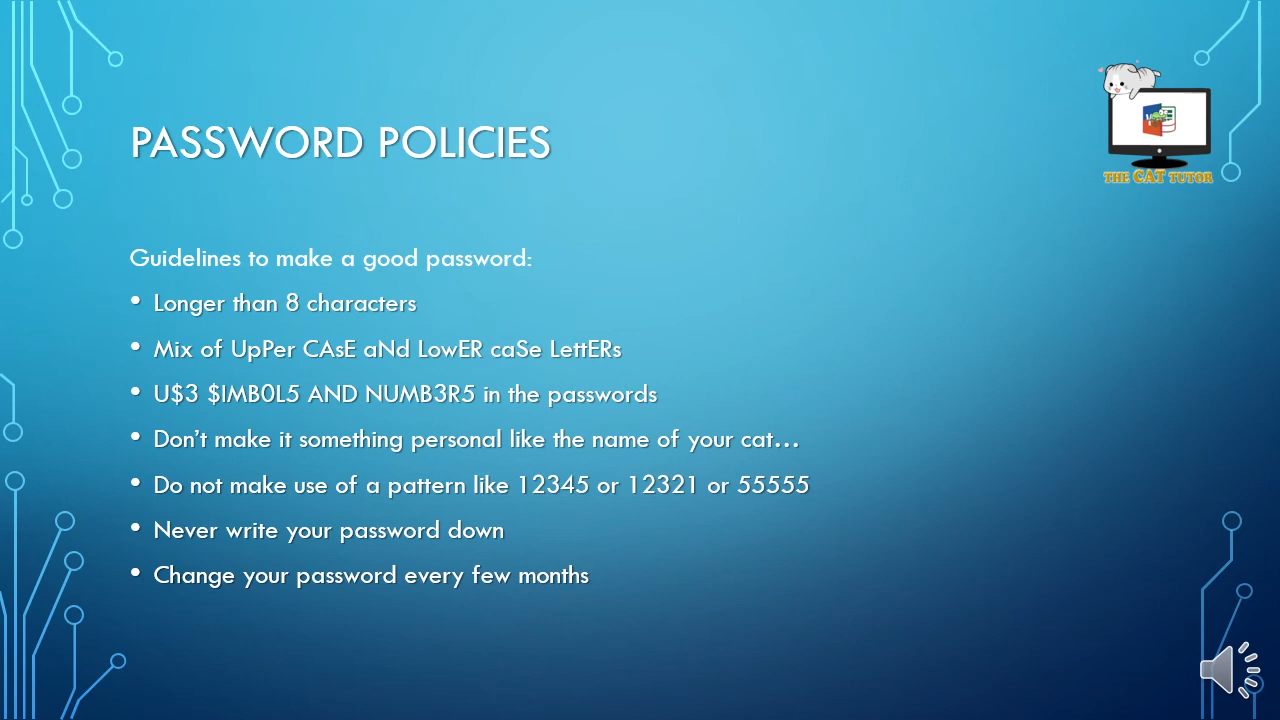 PASSWORD POLICIES
THE CAT TUTOR
Guidelines to make a good password:
• Longer than 8 characters
• Mix of UpPer CAsE aNd LowER caSe LettERs
• U$3 $IMB0L5 AND NUMB3R5 in the passwords
• Don’t make it something personal like the name of your cat…
• Do not make use of a pattern like 12345 or 12321 or 55555
• Never write your password down
• Change your password every few months